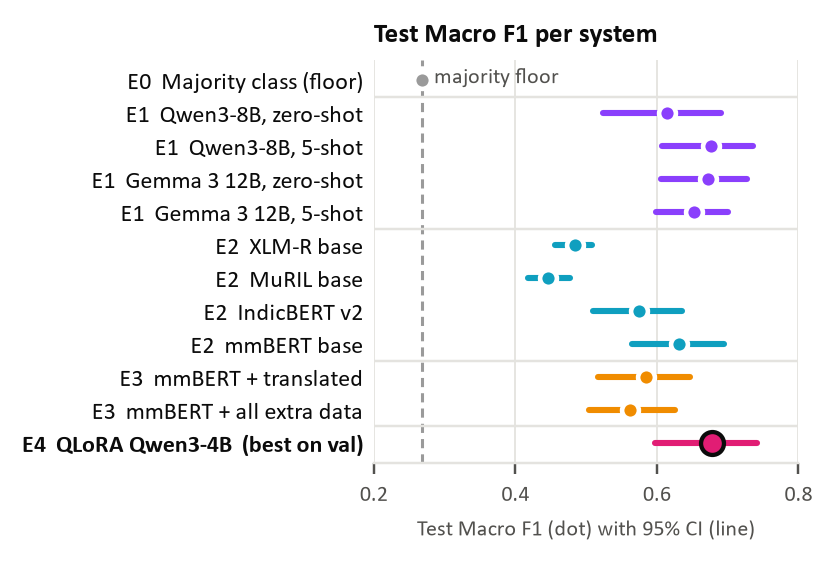 Test Macro F1 per system
E0 Majority class (floor)
majority floor
E1 Qwen3-8B, zero-shot
E1 Qwen3-8B, 5-shot
E1 Gemma 3 12B, zero-shot
E1 Gemma 3 12B, 5-shot
E2 XLM-R base
E2 MuRIL base
E2 IndicBERT v2
E2 mmBERT base
E3 mmBERT + translated
E3 mmBERT + all extra data
E4 QLoRA Qwen3-4B (best on val)
0.2 0.4 0.6 0.8
Test Macro F1 (dot) with 95% CI (line)